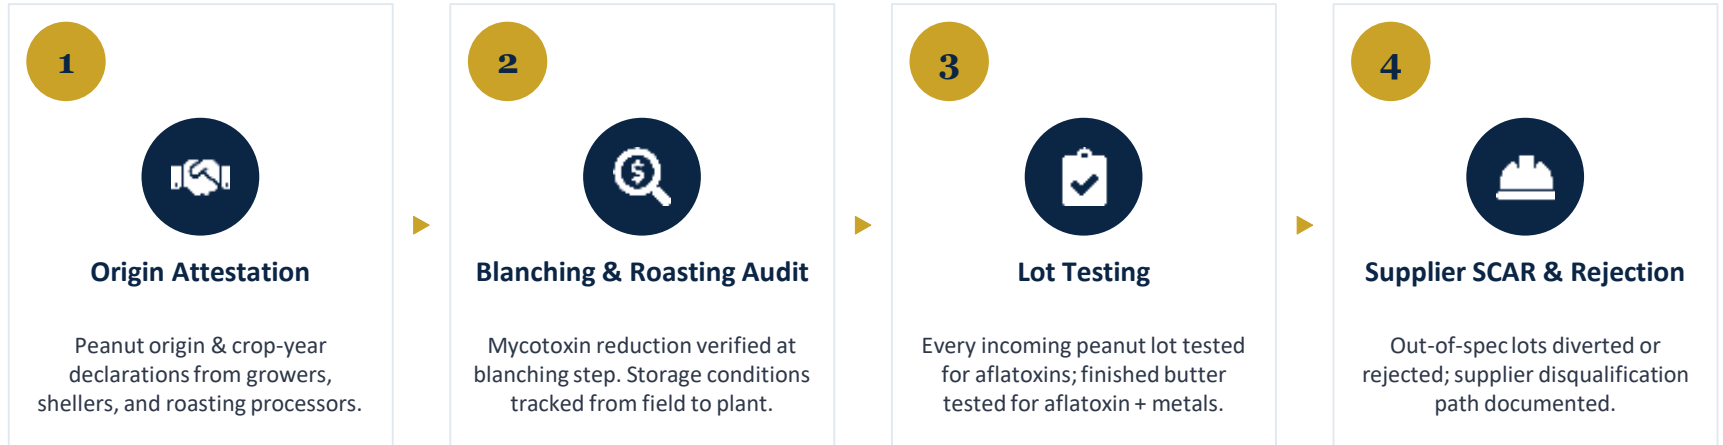 1
Origin Attestation
Peanut origin & crop-year
declarations from growers,
shellers, and roasting processors.
2
$
Blanching & Roasting Audit
Mycotoxin reduction verified at
blanching step. Storage conditions
tracked from field to plant.
3
Lot Testing
Every incoming peanut lot tested
for aflatoxins; finished butter
tested for aflatoxin + metals.
4
Supplier SCAR & Rejection
Out-of-spec lots diverted or
rejected; supplier disqualification
path documented.